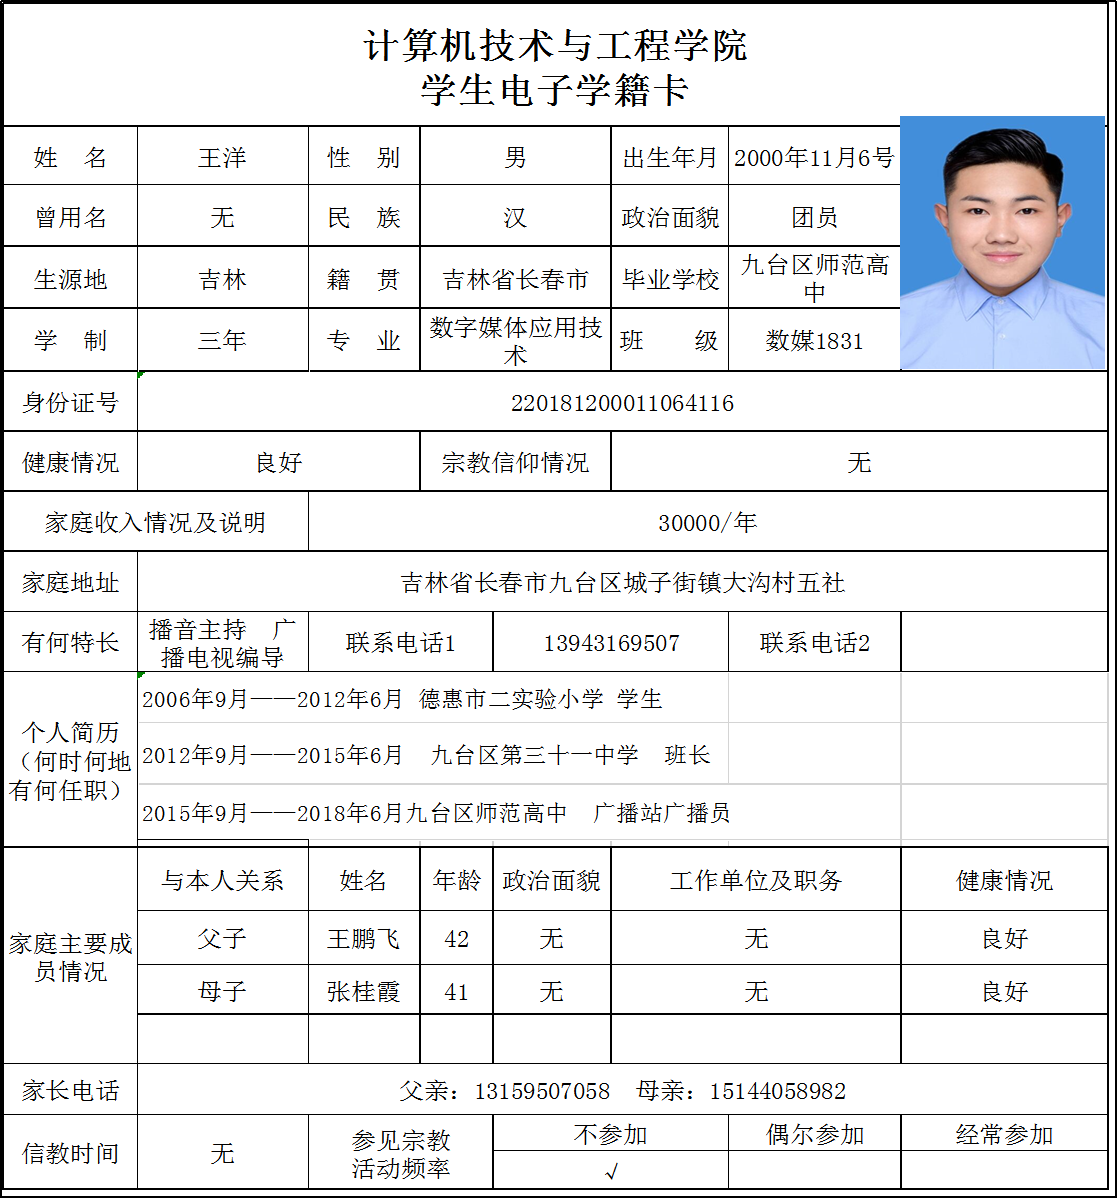 计算机技术与工程学院
学生电子学籍卡
姓 名 王洋 性 别 男 出生年月 2000年11月6号
曾用名 无 民 族 汉 政治面貌 团员
生源地 吉林 籍 贯 吉林省长春市 毕业学校 九台区师范高中
学 制 三年 专 业 数字媒体应用技术 班 级 数媒1831
身份证号 220181200011064116
健康情况 良好 宗教信仰情况 无
家庭收入情况及说明 30000/年
家庭地址 吉林省长春市九台区城子街镇大沟村五社
有何特长 播音主持 广播电视编导 联系电话1 13943169507 联系电话2
个人简历（何时何地有何任职）
2006年9月——2012年6月 德惠市二实验小学 学生
2012年9月——2015年6月 九台区第三十一中学 班长
2015年9月——2018年6月九台区师范高中 广播站广播员
家庭主要成员情况
与本人关系 姓名 年龄 政治面貌 工作单位及职务 健康情况
父子 王鹏飞 42 无 无 良好
母子 张桂霞 41 无 无 良好
家长电话 父亲：13159507058 母亲：15144058982
信教时间 无 参见宗教活动频率 不参加 偶尔参加 经常参加
√